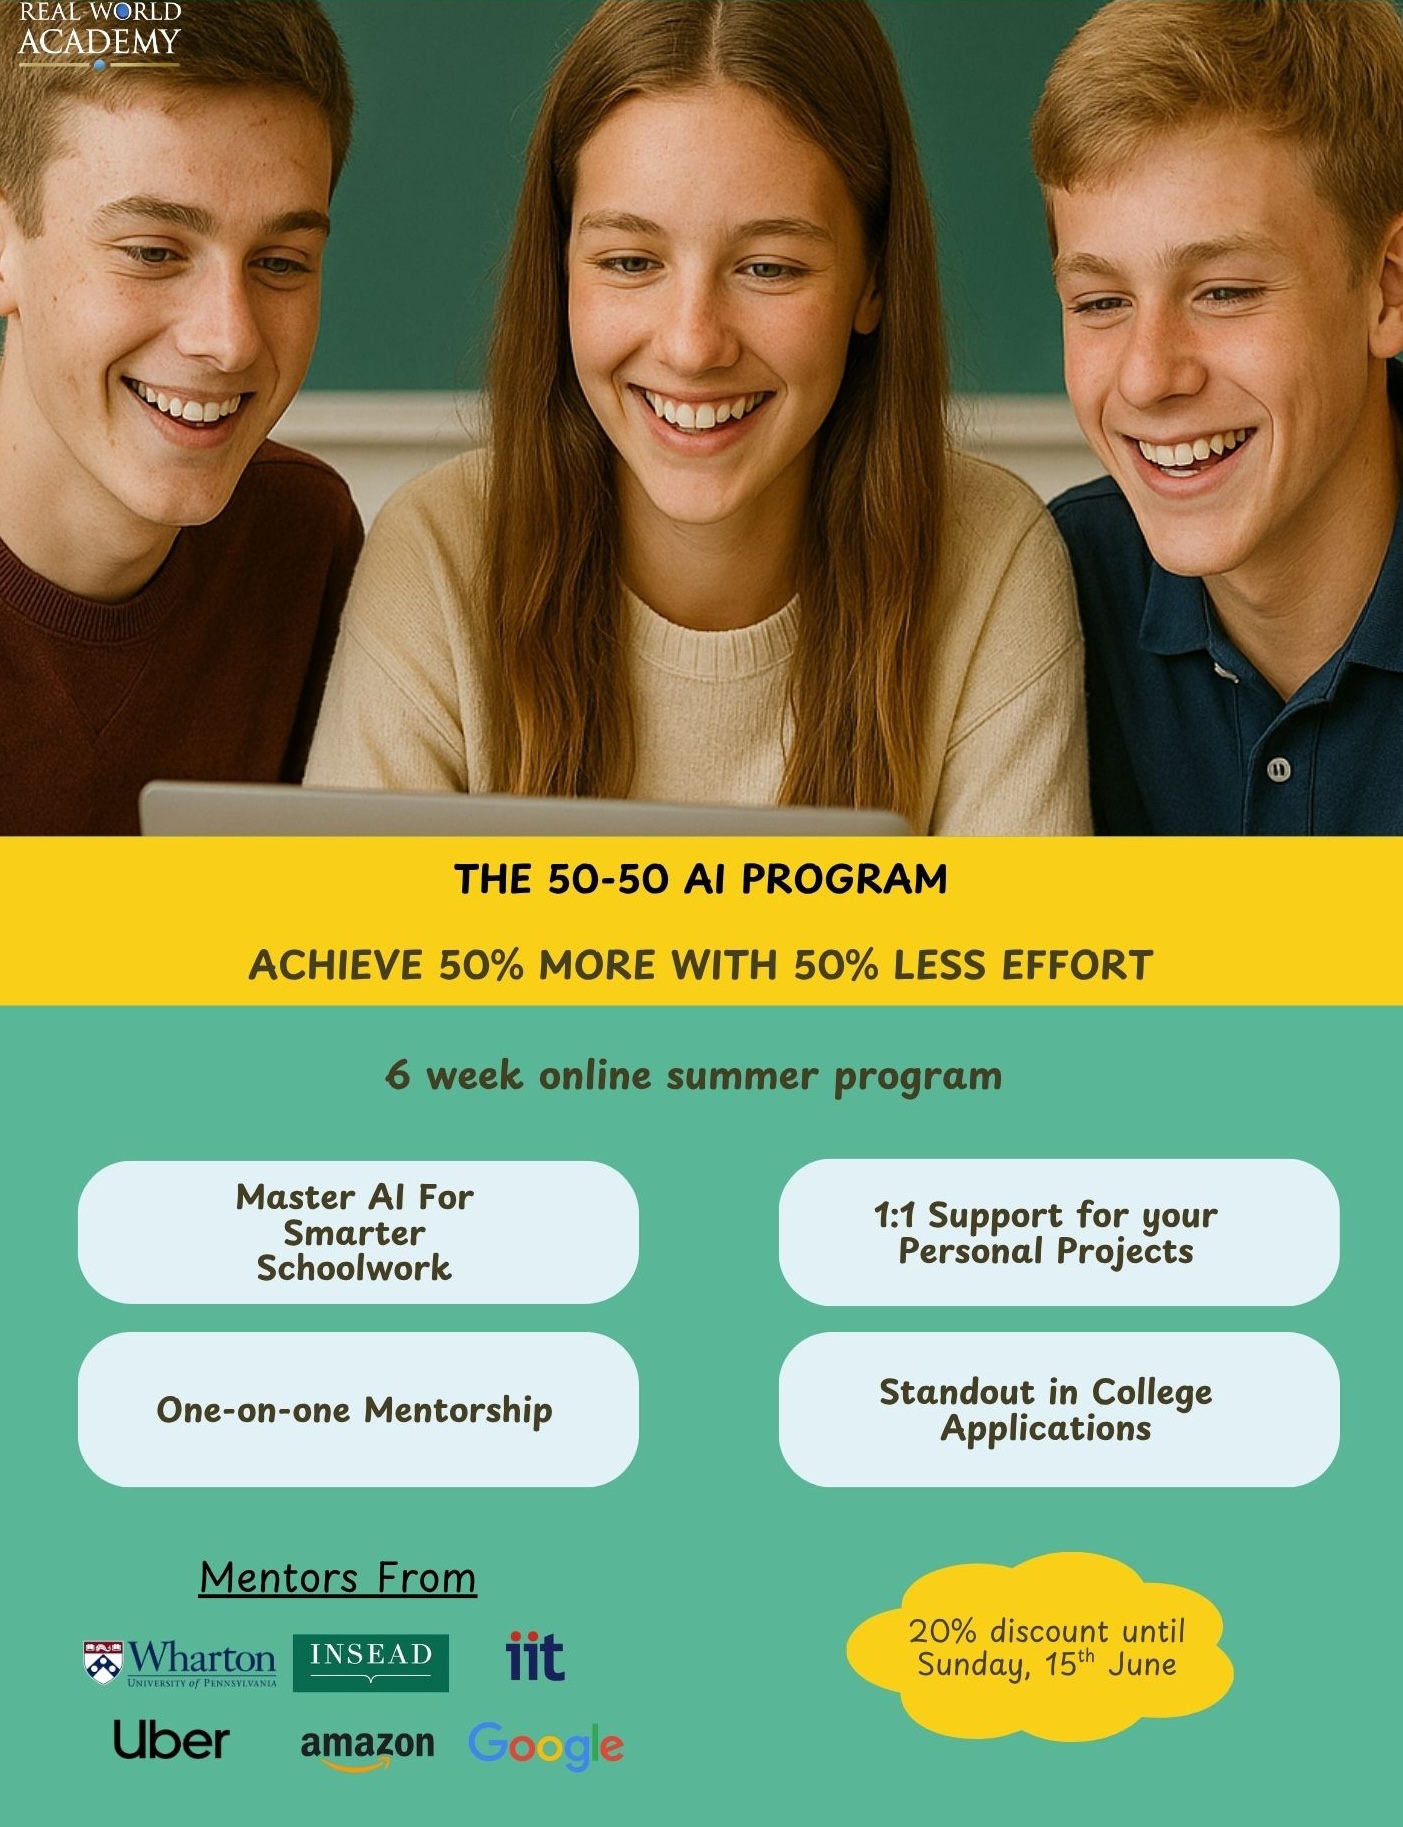 REAL WORLD
ACADEMY
THE 50-50 AI PROGRAM
ACHIEVE 50% MORE WITH 50% LESS EFFORT
6 week online summer program
Master AI For
Smarter
Schoolwork
1:1 Support for your
Personal Projects
One-on-one Mentorship
Standout in College
Applications
Mentors From
Wharton
UNIVERSITY of PENNSYLVANIA
INSEAD
iit
Uber
amazon
Google
20% discount until
Sunday, 15th June